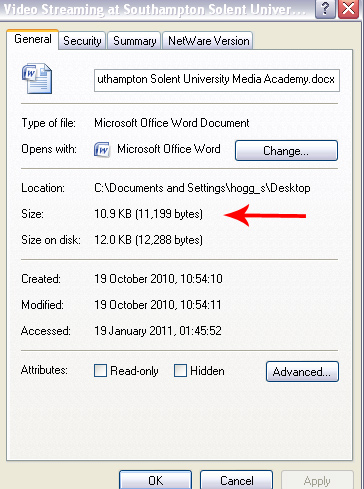 Video Streaming at Southampton Solent Univer...
General Security Summary NetWare Version
uthampton Solent University Media Academy.docx
Type of file: Microsoft Office Word Document
Opens with: Microsoft Office Word Change...
Location: C:\Documents and Settings\hogg_s\Desktop
Size: 10.9 KB (11,199 bytes)
Size on disk: 12.0 KB (12,288 bytes)
Created: 19 October 2010, 10:54:10
Modified: 19 October 2010, 10:54:11
Accessed: 19 January 2011, 01:45:52
Attributes: Read-only Hidden Advanced...
OK Cancel Apply